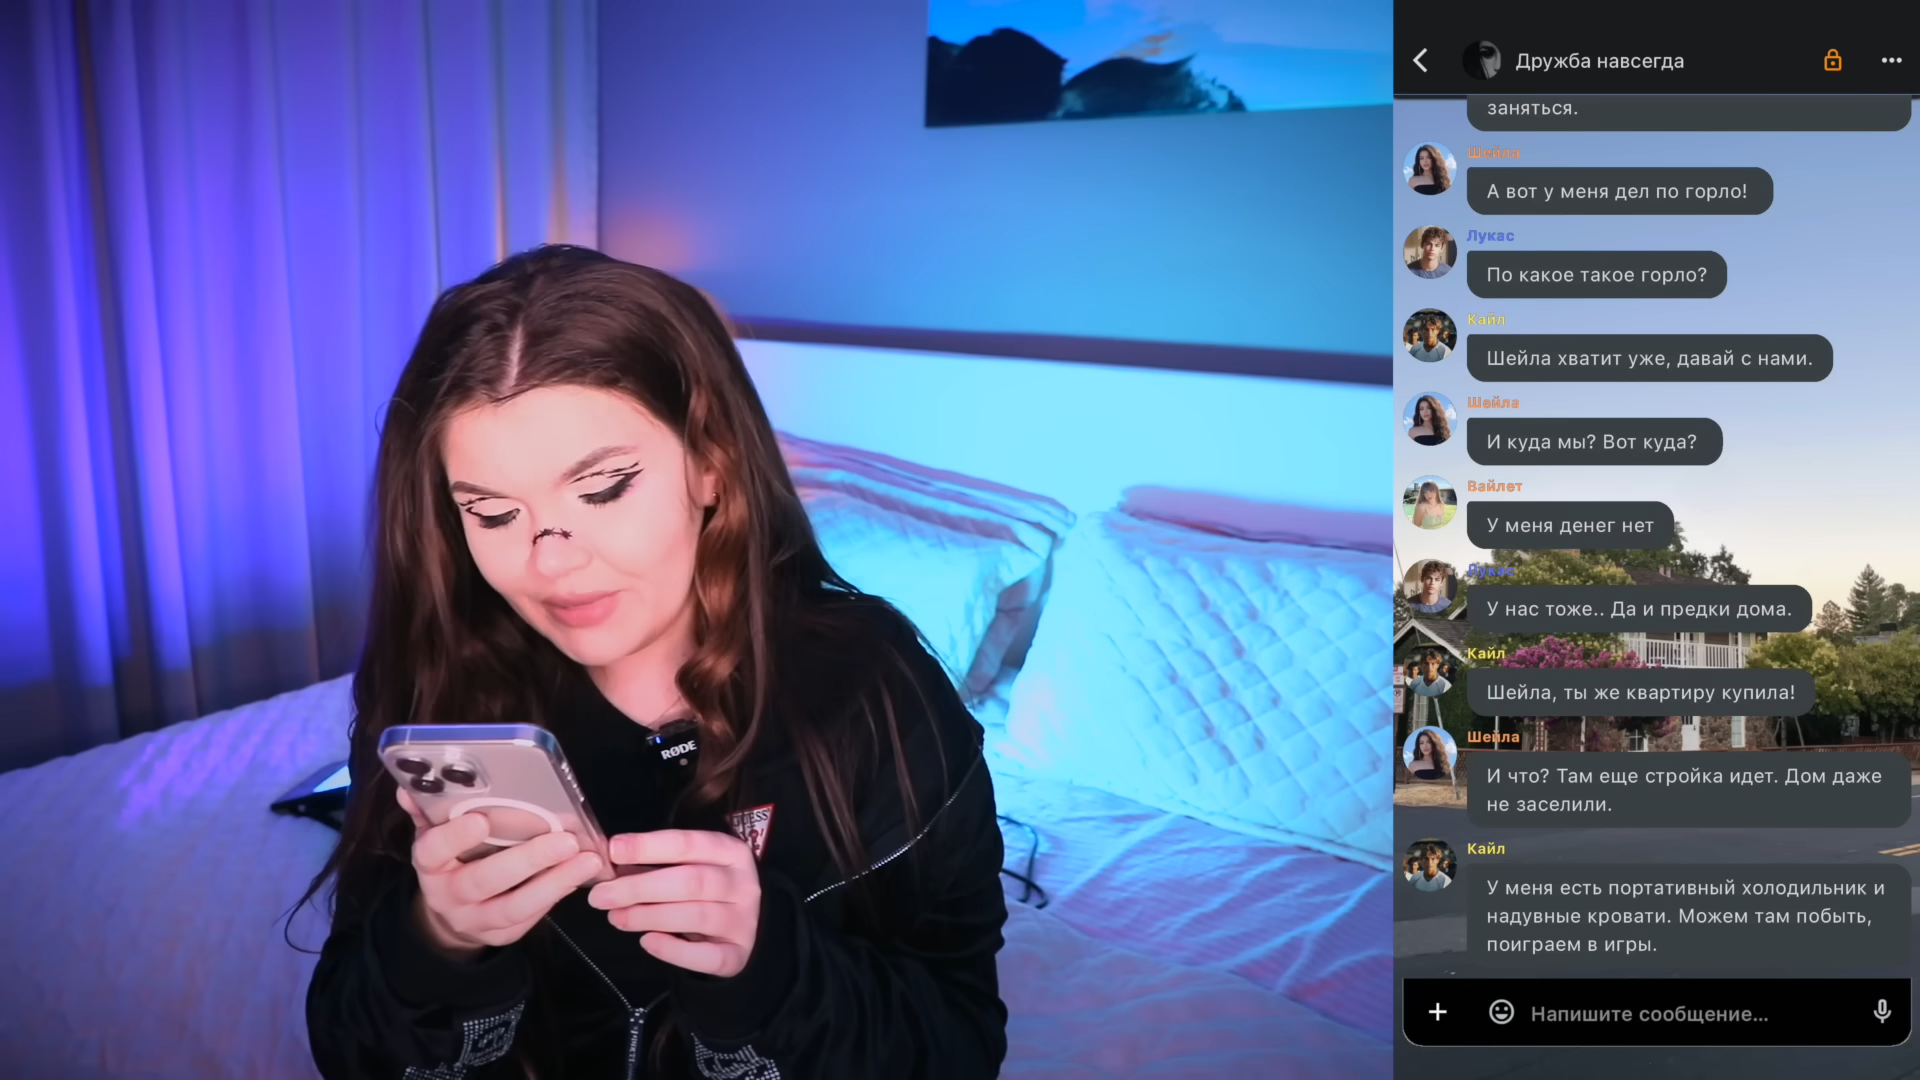 Дружба навсегда
заняться.
Шейла
А вот у меня дел по горло!
Лукас
По какое такое горло?
Кайл
Шейла хватит уже, давай с нами.
Шейла
И куда мы? Вот куда?
Вайлет
У меня денег нет
Лукас
У нас тоже.. Да и предки дома.
Кайл
Шейла, ты же квартиру купила!
Шейла
И что? Там еще стройка идет. Дом даже
не заселили.
Кайл
У меня есть портативный холодильник и
надувные кровати. Можем там побыть,
поиграем в игры.
Напишите сообщение...
RØDE
GUESS